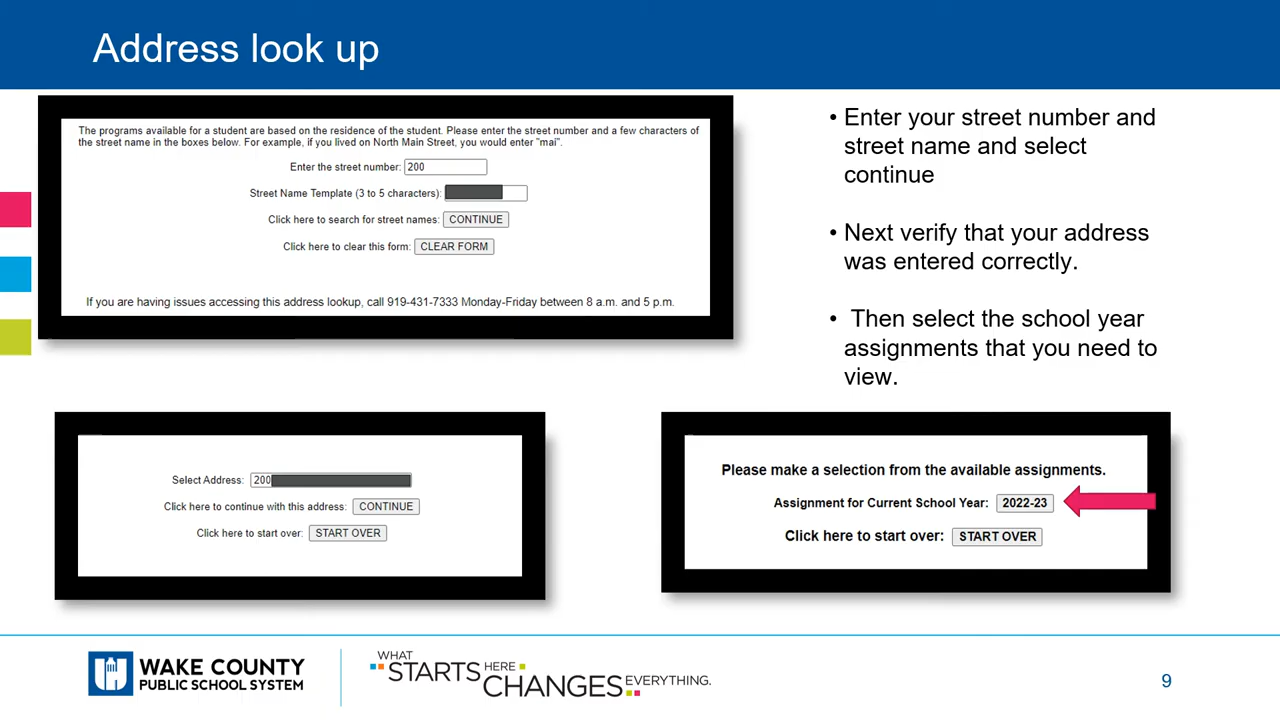 Address look up
The programs available for a student are based on the residence of the student. Please enter the street number and a few characters of
the street name in the boxes below. For example, if you lived on North Main Street, you would enter "mai".
Enter the street number: 200
Street Name Template (3 to 5 characters):
Click here to search for street names: CONTINUE
Click here to clear this form: CLEAR FORM
If you are having issues accessing this address lookup, call 919-431-7333 Monday-Friday between 8 a.m. and 5 p.m.
• Enter your street number and
street name and select
continue
• Next verify that your address
was entered correctly.
• Then select the school year
assignments that you need to
view.
Select Address: 200
Click here to continue with this address: CONTINUE
Click here to start over: START OVER
Please make a selection from the available assignments.
Assignment for Current School Year: 2022-23
Click here to start over: START OVER
WAKE COUNTY
PUBLIC SCHOOL SYSTEM
WHAT
STARTS HERE
CHANGES EVERYTHING.
9